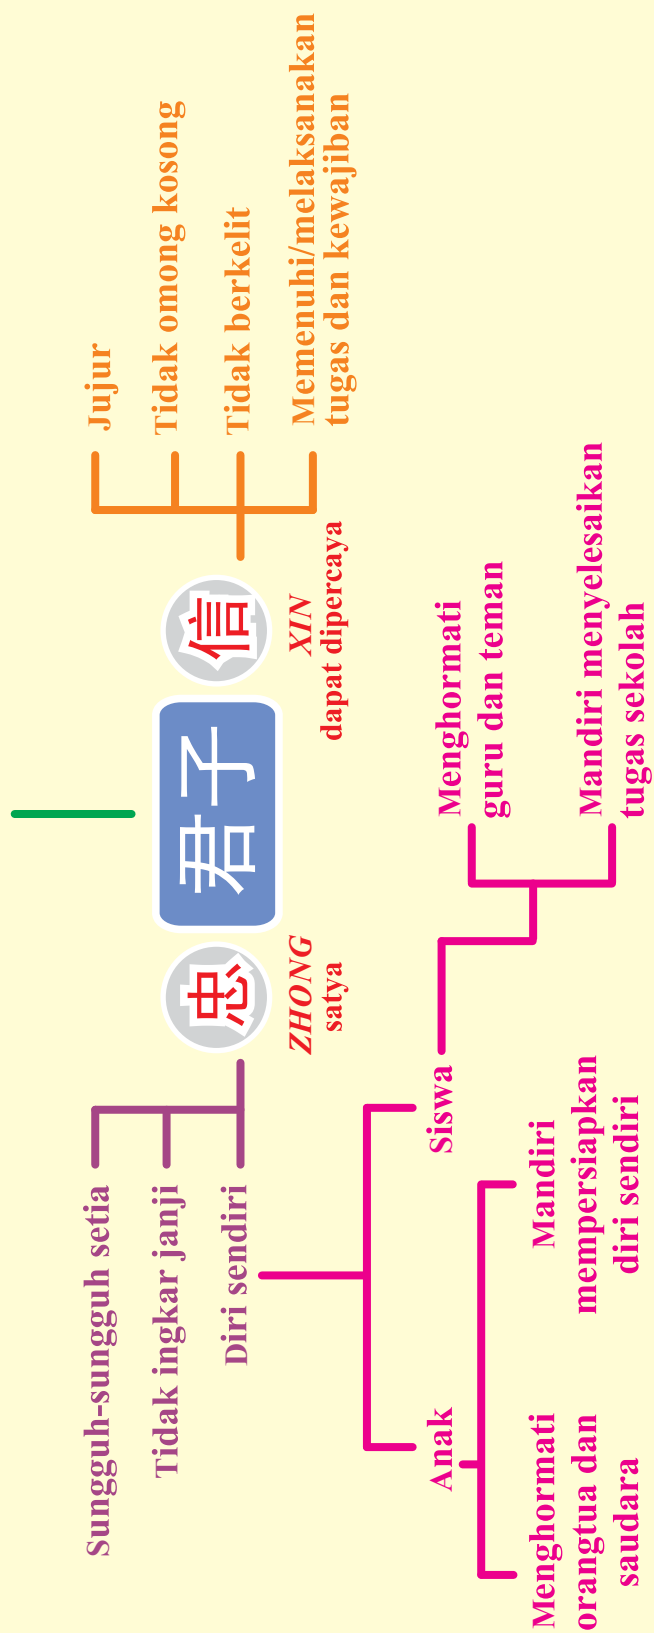 君子
忠
ZHONG
satya
Sungguh-sungguh setia
Tidak ingkar janji
Diri sendiri
Anak
Menghormati
orangtua dan
saudara
Mandiri
mempersiapkan
diri sendiri
Siswa
Menghormati
guru dan teman
Mandiri menyelesaikan
tugas sekolah
信
XIN
dapat dipercaya
Jujur
Tidak omong kosong
Tidak berkelit
Memenuhi/melaksanakan
tugas dan kewajiban